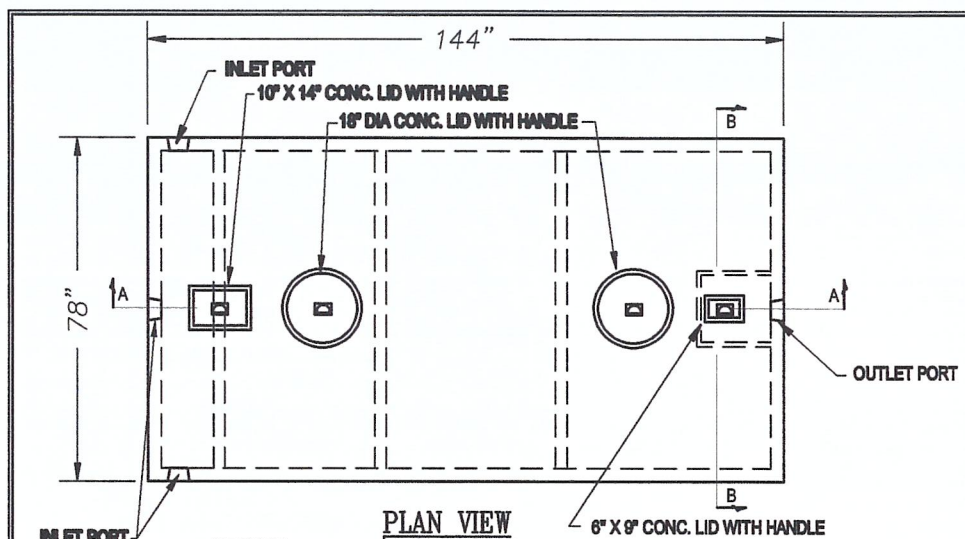 144"
INLET PORT
10" X 14" CONC. LID WITH HANDLE
18" DIA CONC. LID WITH HANDLE
B
78"
A
A
OUTLET PORT
B
PLAN VIEW
6" X 9" CONC. LID WITH HANDLE
INLET PORT